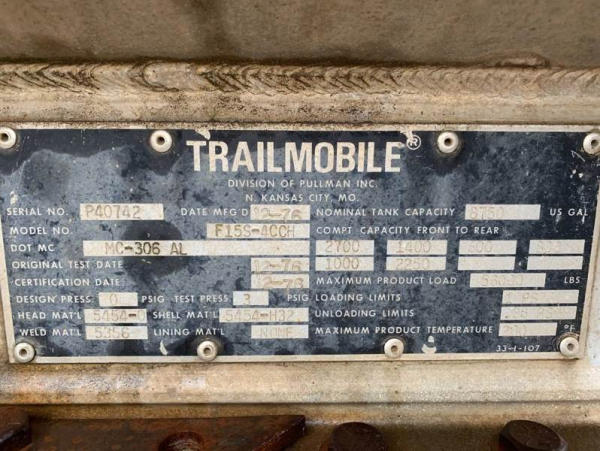 TRAILMOBILE®
DIVISION OF PULLMAN INC.
N. KANSAS CITY, MO.
SERIAL NO. P40742 DATE MFG D 12-76 NOMINAL TANK CAPACITY 8750 US GAL
MODEL NO. F15S-4CCH COMPT CAPACITY FRONT TO REAR
DOT MC MC-306 AL 2700 1400
ORIGINAL TEST DATE 12-76 1000 2250
CERTIFICATION DATE 12-76 MAXIMUM PRODUCT LOAD LBS
DESIGN PRESS 0 PSIG TEST PRESS 3 PSIG LOADING LIMITS
HEAD MAT'L 5454-0 SHELL MAT'L 5454-H32 UNLOADING LIMITS
WELD MAT'L 5356 LINING MAT'L NONE MAXIMUM PRODUCT TEMPERATURE °F
33-1-107